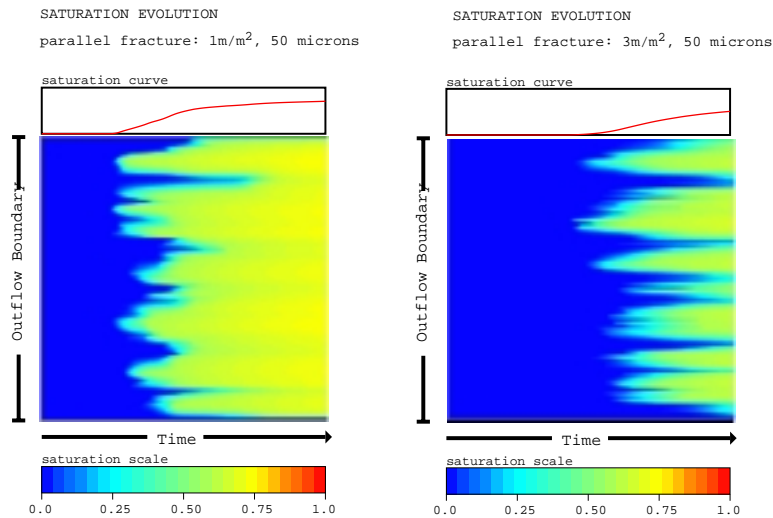 SATURATION EVOLUTION
parallel fracture: 1m/m², 50 microns
saturation curve
Outflow Boundary
Time
saturation scale
0.0 0.25 0.50 0.75 1.0
SATURATION EVOLUTION
parallel fracture: 3m/m², 50 microns
saturation curve
Outflow Boundary
Time
saturation scale
0.0 0.25 0.50 0.75 1.0